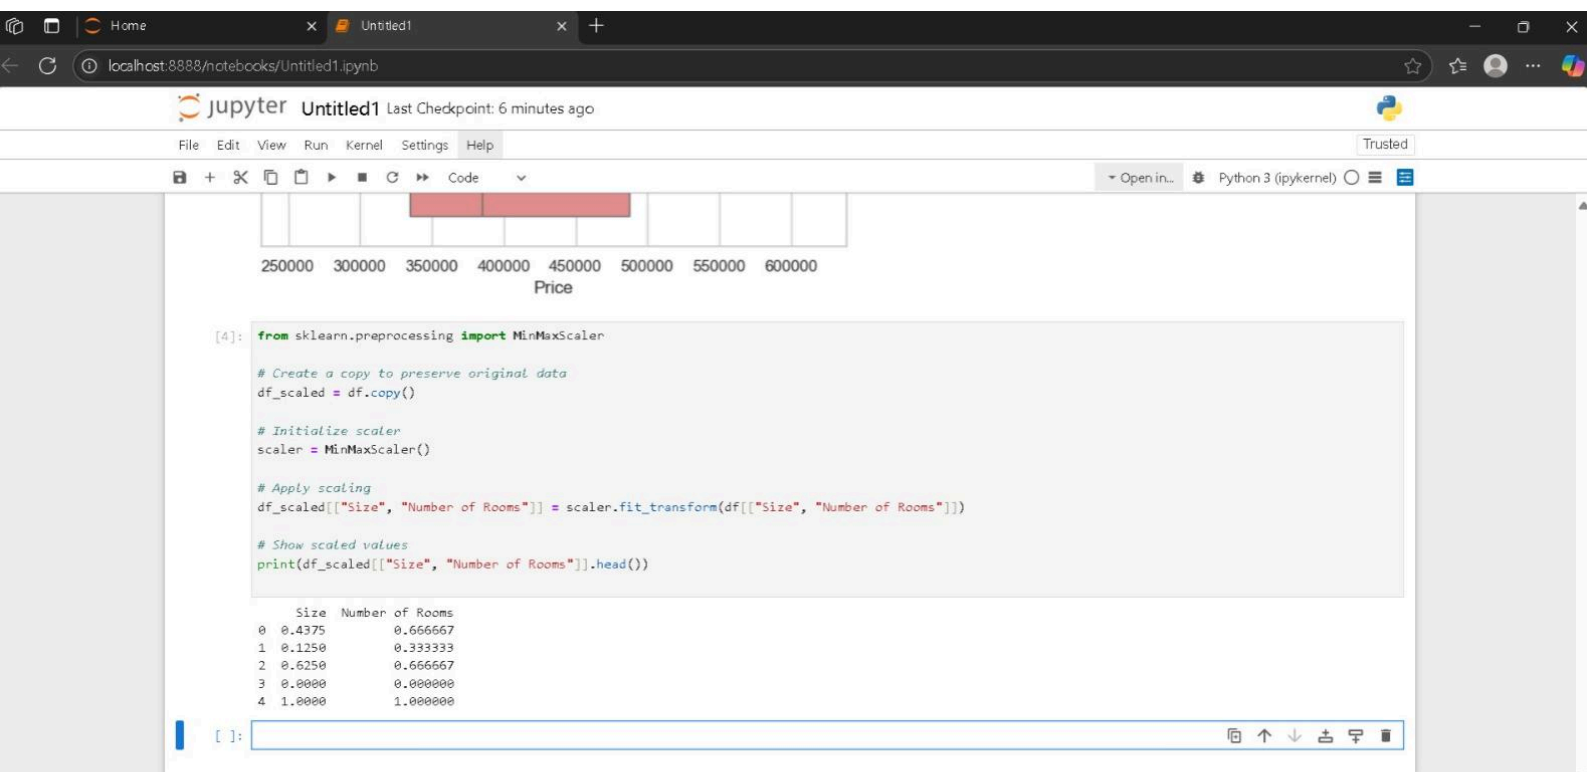 Home
Untitled1
localhost:8888/notebooks/Untitled1.ipynb
jupyter Untitled1 Last Checkpoint: 6 minutes ago
File Edit View Run Kernel Settings Help Trusted
Code Open in... Python 3 (ipykernel)
250000 300000 350000 400000 450000 500000 550000 600000
Price
[4]: from sklearn.preprocessing import MinMaxScaler
# Create a copy to preserve original data
df_scaled = df.copy()
# Initialize scaler
scaler = MinMaxScaler()
# Apply scaling
df_scaled[["Size", "Number of Rooms"]] = scaler.fit_transform(df[["Size", "Number of Rooms"]])
# Show scaled values
print(df_scaled[["Size", "Number of Rooms"]].head())
Size Number of Rooms
0 0.4375 0.666667
1 0.1250 0.333333
2 0.6250 0.666667
3 0.0000 0.000000
4 1.0000 1.000000
[ ]: